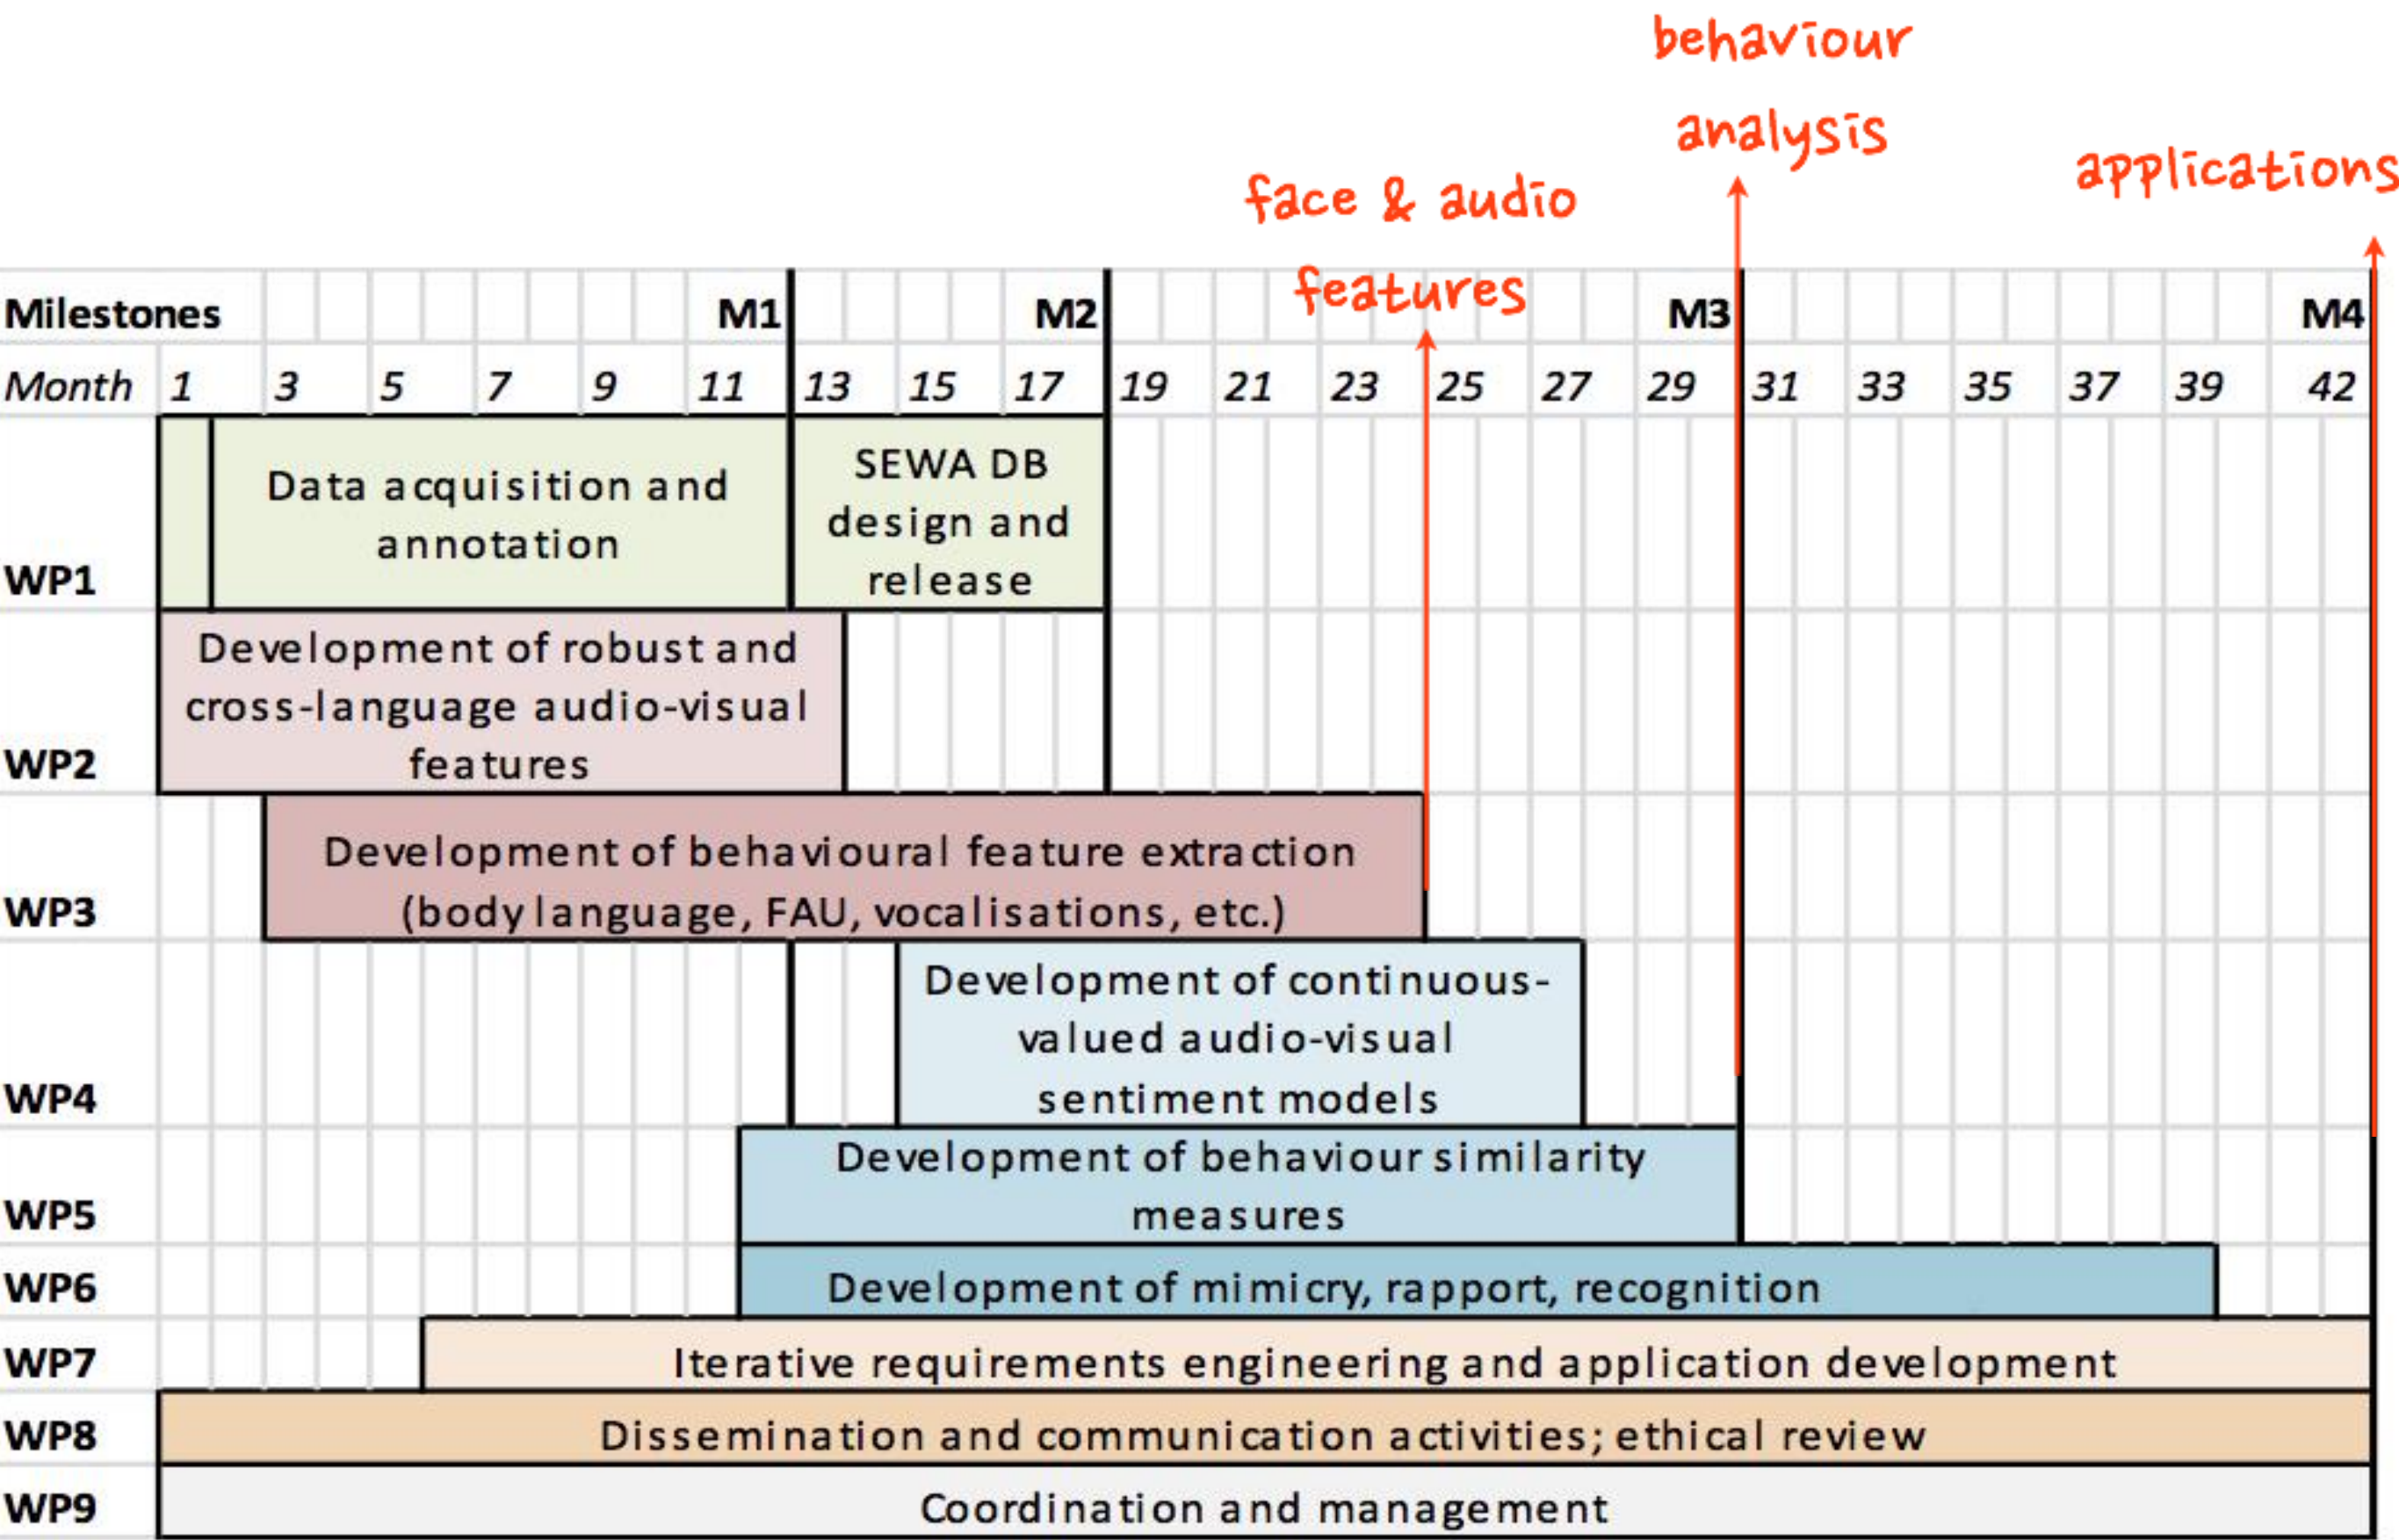 behaviour
analysis
applications
face & audio
features
Milestones M1 M2 M3 M4
Month 1 3 5 7 9 11 13 15 17 19 21 23 25 27 29 31 33 35 37 39 42
WP1
Data acquisition and
annotation
SEWA DB
design and
release
WP2
Development of robust and
cross-language audio-visual
features
WP3
Development of behavioural feature extraction
(body language, FAU, vocalisations, etc.)
WP4
Development of continuous-
valued audio-visual
sentiment models
WP5
Development of behaviour similarity
measures
WP6 Development of mimicry, rapport, recognition
WP7 Iterative requirements engineering and application development
WP8 Dissemination and communication activities; ethical review
WP9 Coordination and management